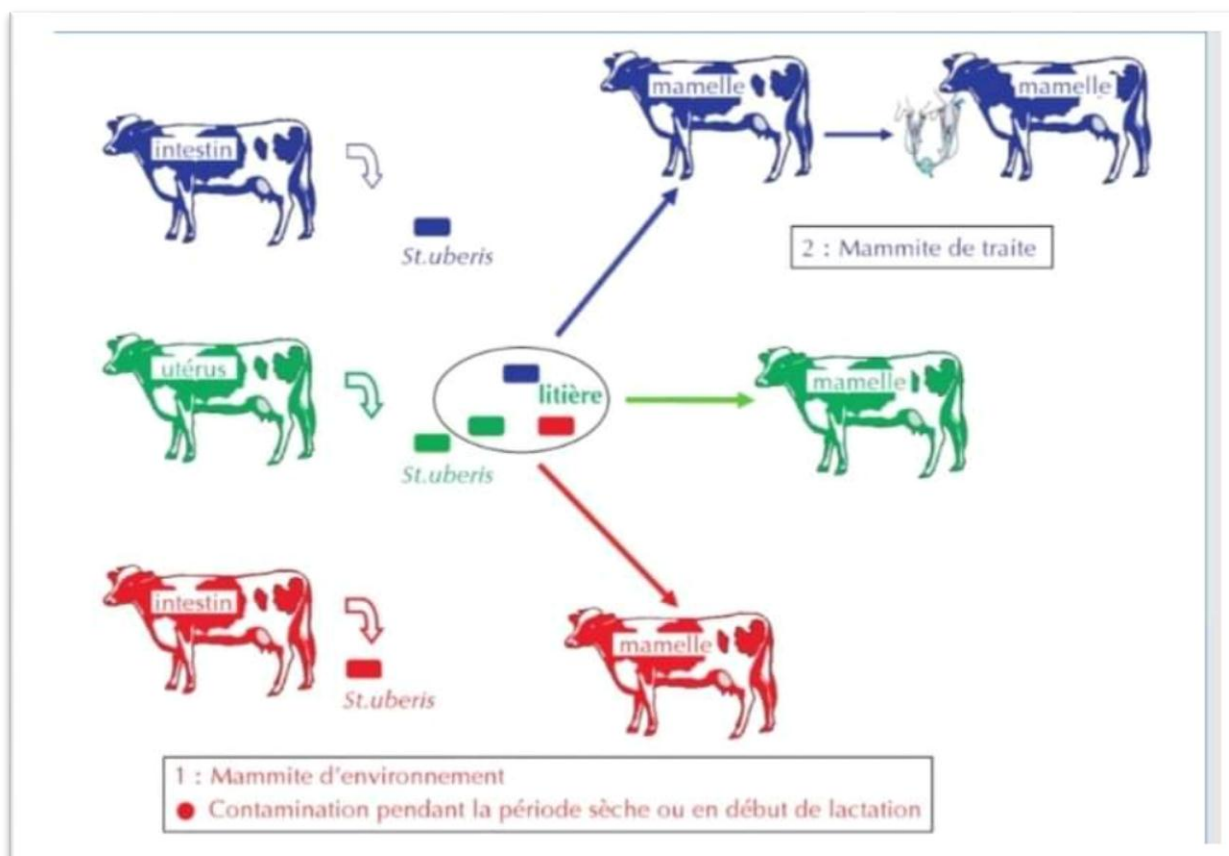 mamelle
mamelle
intestin
St.uberis
2 : Mammite de traite
utérus
litière
mamelle
St.uberis
intestin
mamelle
St.uberis
1 : Mammite d'environnement
● Contamination pendant la période sèche ou en début de lactation